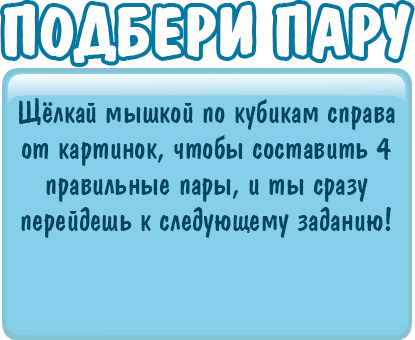 ПОДБЕРИ ПАРУ
Щёлкай мышкой по кубикам справа
от картинок, чтобы составить 4
правильные пары, и ты сразу
перейдешь к следующему заданию!